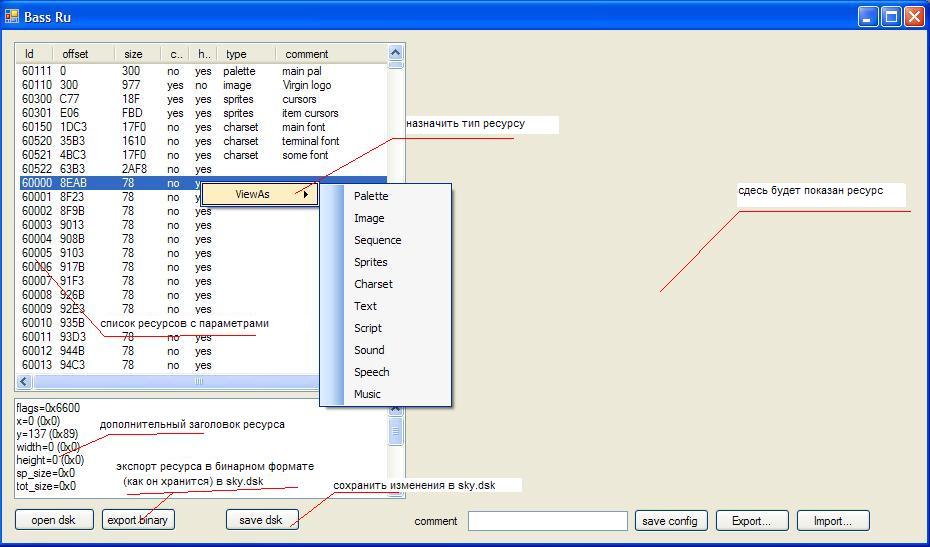 Bass Ru
Id offset size c.. h.. type comment
60111 0 300 no yes palette main pal
60110 300 977 yes no image Virgin logo
60300 C77 18F yes yes sprites cursors
60301 E06 FBD yes yes sprites item cursors
60150 1DC3 17F0 no yes charset main font
60520 35B3 1610 no yes charset teminal font
60521 4BC3 17F0 no yes charset some font
60522 63B3 2AF8 no yes
60000 8EAB 78 no
60001 8F23 78 no
60002 8F9B 78 no yes
60003 9013 78 no yes
60004 908B 78 no yes
60005 9103 78 no yes
60006 917B 78 no yes
60007 91F3 78 no yes
60008 926B 78 no yes
60009 92E3 78 no yes
60010 935B 78 no yes
60011 93D3 78 no yes
60012 944B 78 no yes
60013 94C3 78 no yes
ViewAs
Palette
Image
Sequence
Sprites
Charset
Text
Script
Sound
Speech
Music
назначить тип ресурсу
сдесь будет показан ресурс
список ресурсов с параметрами
flags=0x6600
x=0 (0x0)
y=137 (0x89)
width=0 (0x0)
height=0 (0x0)
sp_size=0x0
tot_size=0x0
дополнительный заголовок ресурса
экспорт ресурса в бинарном формате
(как он хранится) в sky.dsk
сохранить изменения в sky.dsk
open dsk
export binary
save dsk
comment
save config
Export...
Import...